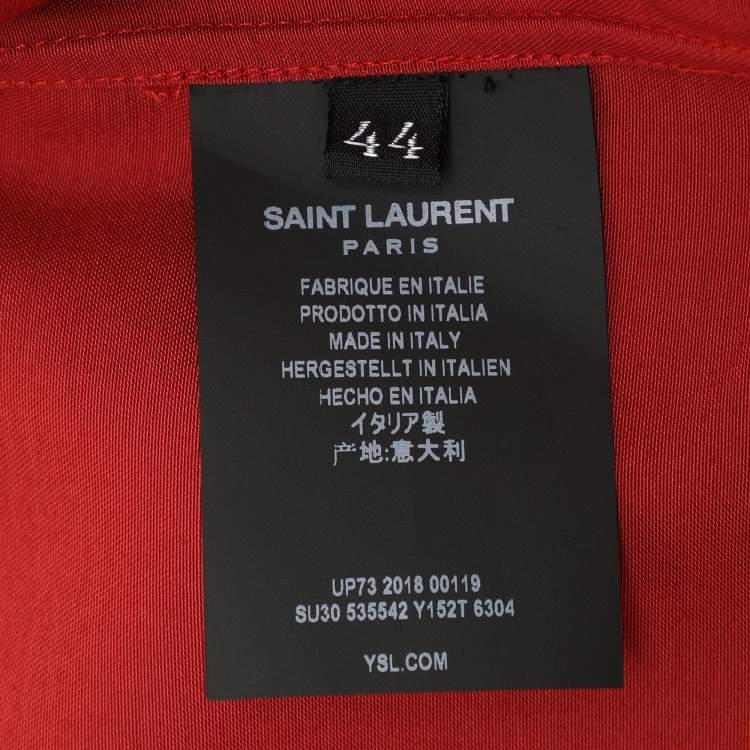 44
SAINT LAURENT
PARIS
FABRIQUE EN ITALIE
PRODOTTO IN ITALIA
MADE IN ITALY
HERGESTELLT IN ITALIEN
HECHO EN ITALIA
イタリア製
产地:意大利
UP73 2018 00119
SU30 535542 Y152T 6304
YSL.COM